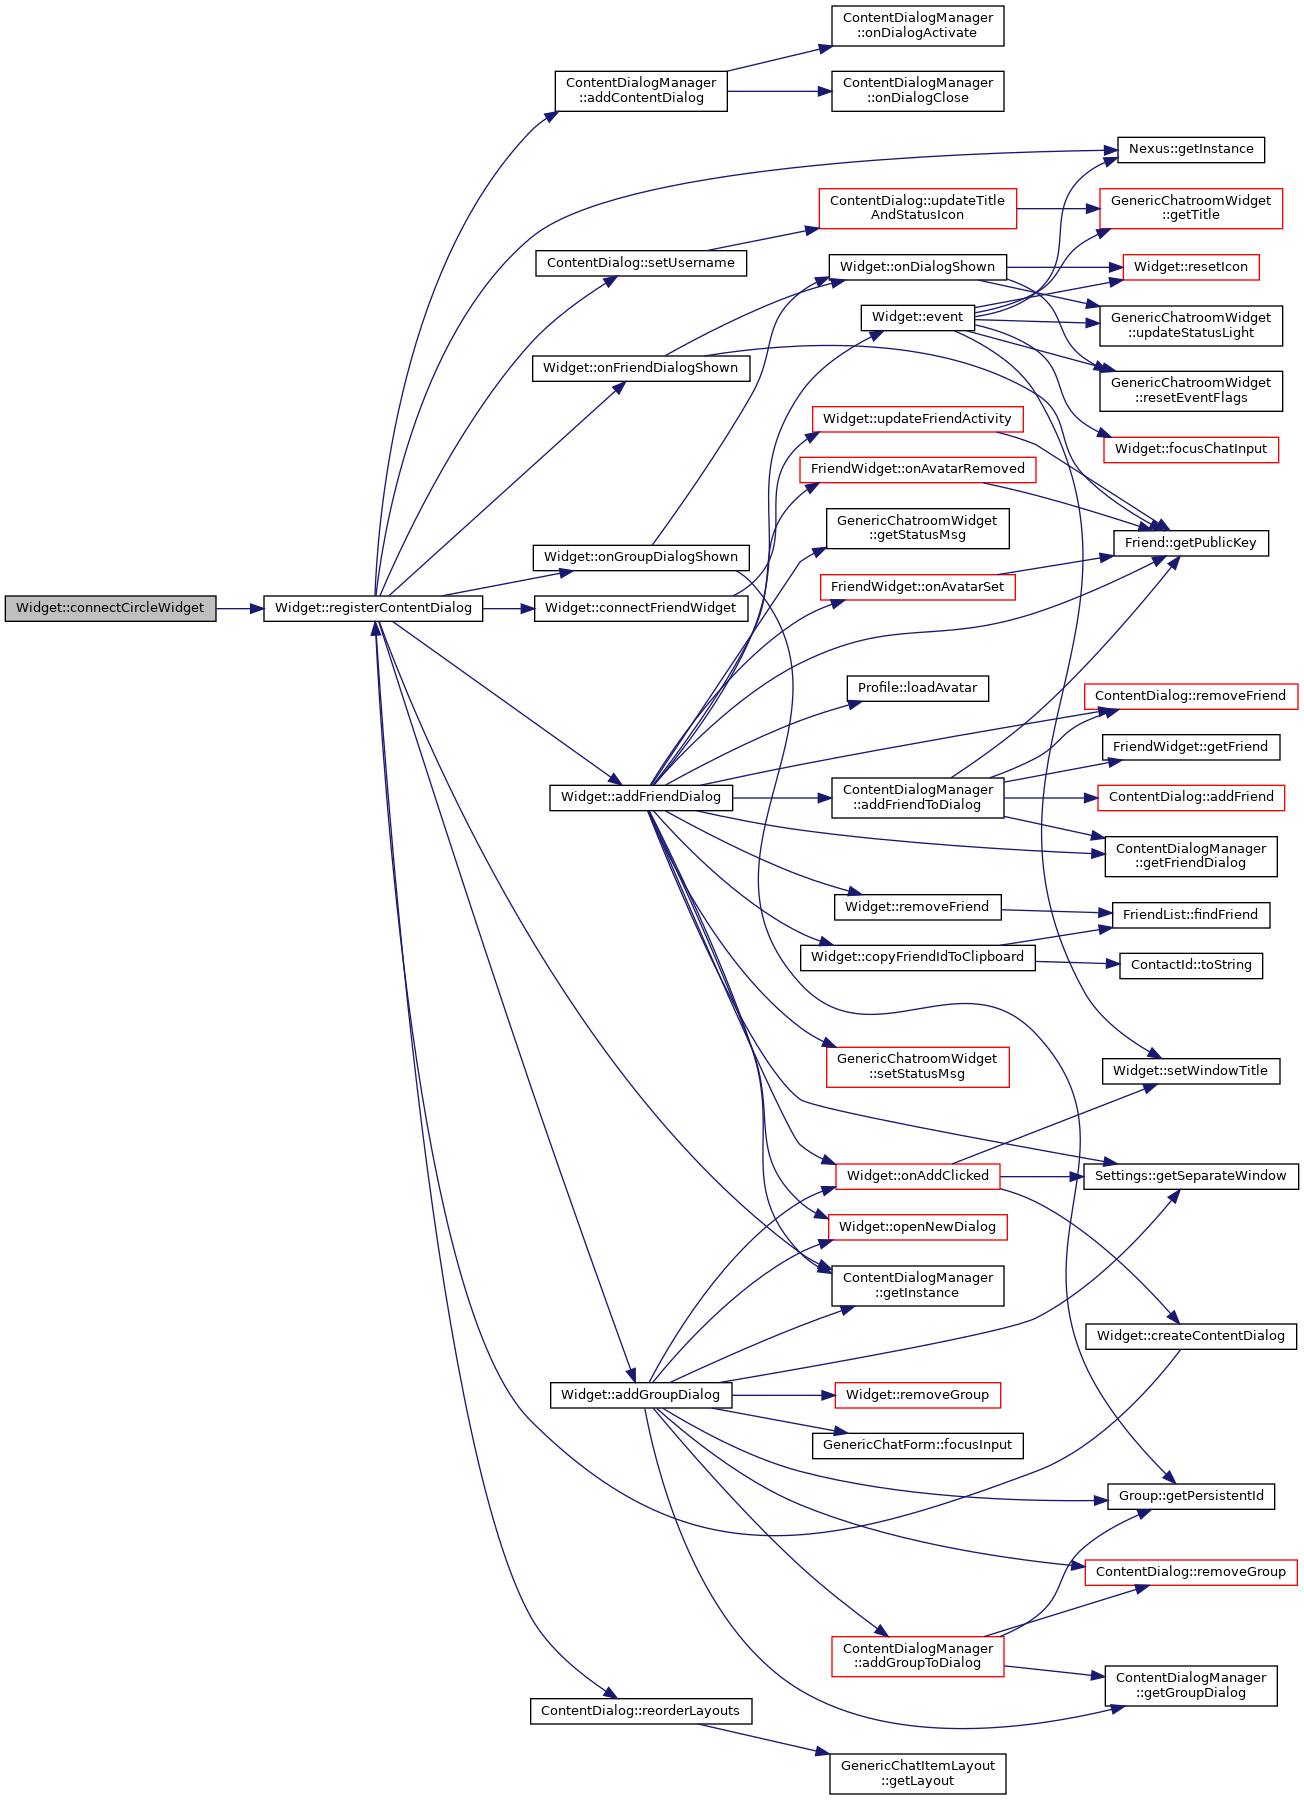 ContentDialogManager
::onDialogActivate
ContentDialogManager
::addContentDialog
ContentDialogManager
::onDialogClose
Nexus::getInstance
ContentDialog::updateTitle
AndStatusIcon
GenericChatroomWidget
::getTitle
ContentDialog::setUsername
Widget::onDialogShown
Widget::resetIcon
Widget::event
GenericChatroomWidget
::updateStatusLight
Widget::onFriendDialogShown
GenericChatroomWidget
::resetEventFlags
Widget::updateFriendActivity
Widget::focusChatInput
FriendWidget::onAvatarRemoved
GenericChatroomWidget
::getStatusMsg
Friend::getPublicKey
Widget::onGroupDialogShown
FriendWidget::onAvatarSet
Widget::connectCircleWidget
Widget::registerContentDialog
Widget::connectFriendWidget
Profile::loadAvatar
ContentDialog::removeFriend
FriendWidget::getFriend
Widget::addFriendDialog
ContentDialogManager
::addFriendToDialog
ContentDialog::addFriend
ContentDialogManager
::getFriendDialog
Widget::removeFriend
FriendList::findFriend
Widget::copyFriendIdToClipboard
ContactId::toString
GenericChatroomWidget
::setStatusMsg
Widget::setWindowTitle
Widget::onAddClicked
Settings::getSeparateWindow
Widget::openNewDialog
ContentDialogManager
::getInstance
Widget::createContentDialog
Widget::addGroupDialog
Widget::removeGroup
GenericChatForm::focusInput
Group::getPersistentId
ContentDialog::removeGroup
ContentDialogManager
::addGroupToDialog
ContentDialogManager
::getGroupDialog
ContentDialog::reorderLayouts
GenericChatItemLayout
::getLayout